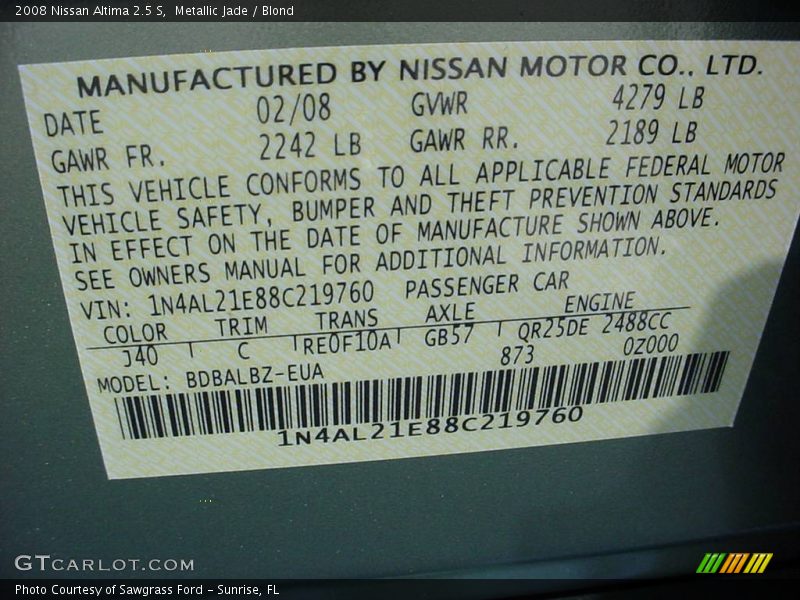 2008 Nissan Altima 2.5 S, Metallic Jade / Blond
MANUFACTURED BY NISSAN MOTOR CO., LTD.
DATE 02/08 GVWR 4279 LB
GAWR FR. 2242 LB GAWR RR. 2189 LB
THIS VEHICLE CONFORMS TO ALL APPLICABLE FEDERAL MOTOR
VEHICLE SAFETY, BUMPER AND THEFT PREVENTION STANDARDS
IN EFFECT ON THE DATE OF MANUFACTURE SHOWN ABOVE.
SEE OWNERS MANUAL FOR ADDITIONAL INFORMATION.
VIN: 1N4AL21E88C219760 PASSENGER CAR
COLOR TRIM TRANS AXLE ENGINE
J40 C RE0F10A GB57 QR25DE 2488CC
MODEL: BDBALBZ-EUA 873 0Z000
1N4AL21E88C219760
GTCARLOT.COM
Photo Courtesy of Sawgrass Ford - Sunrise, FL